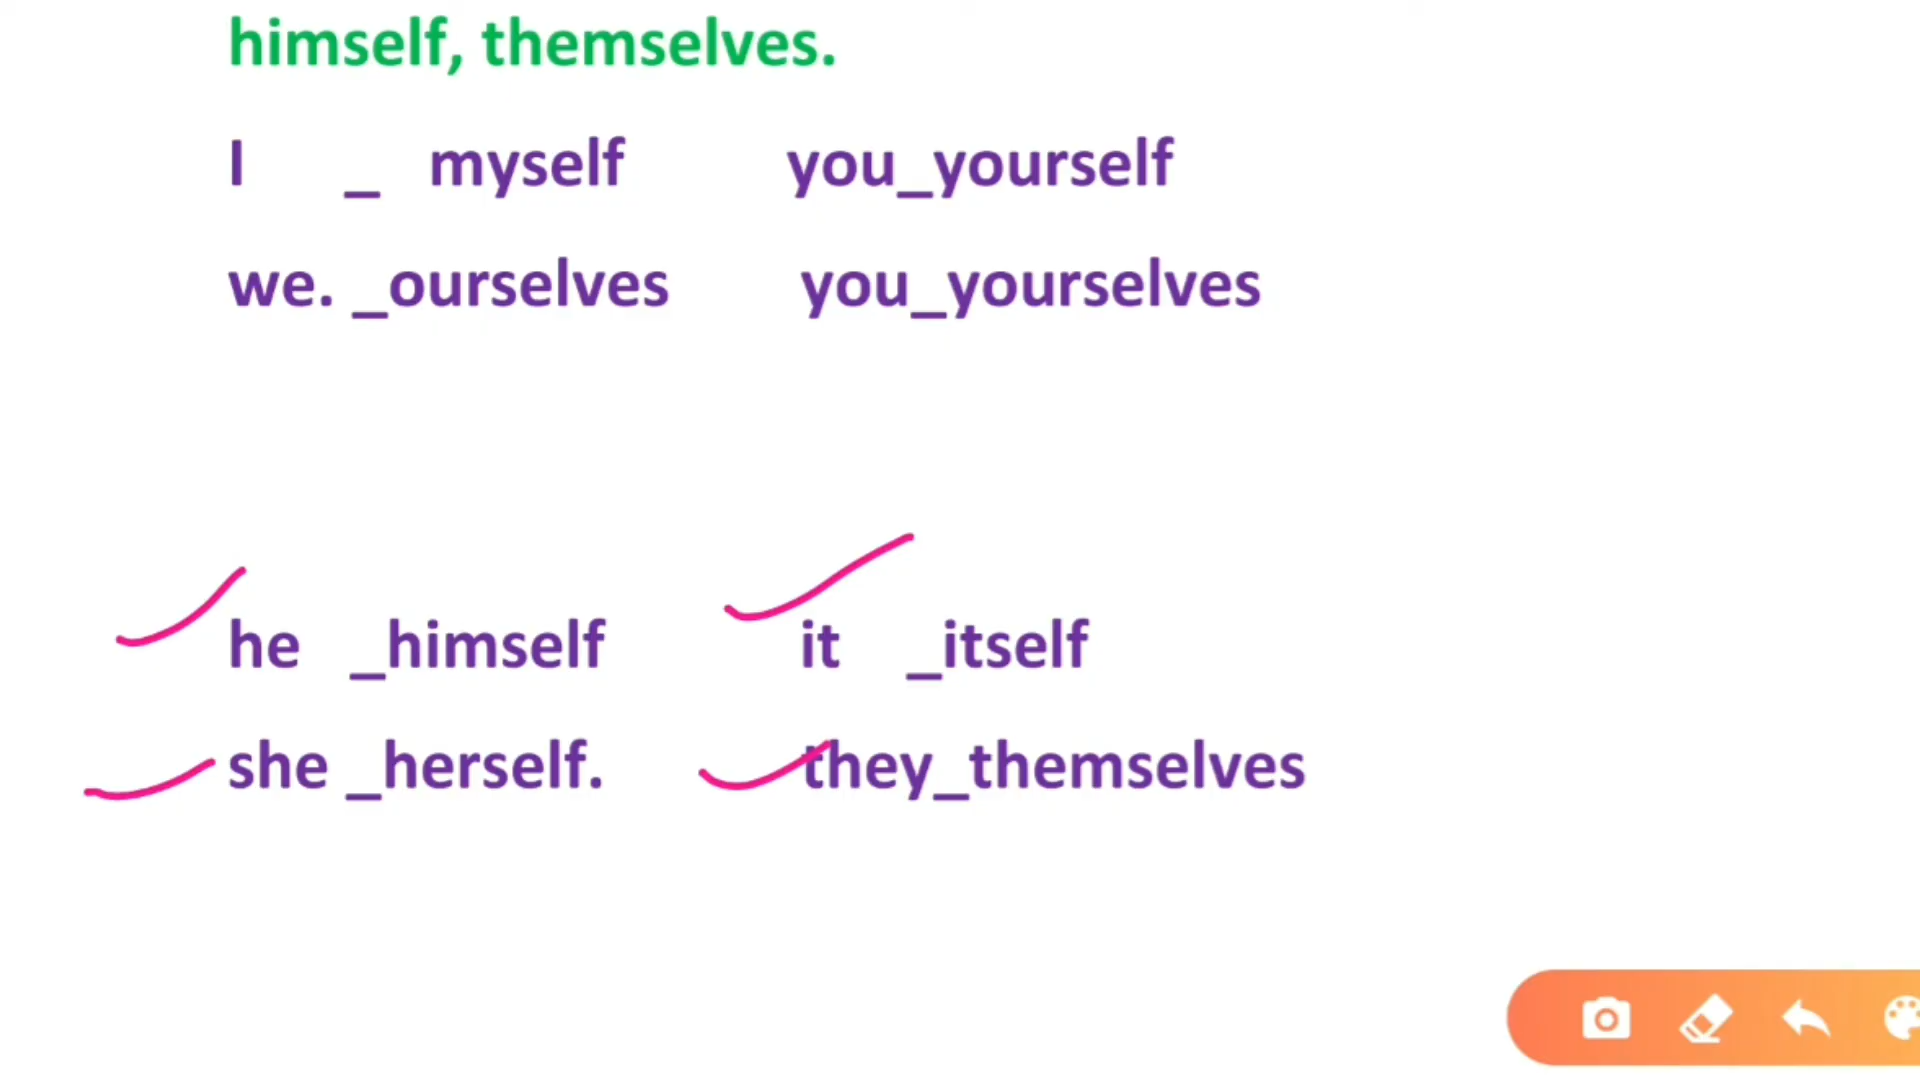 himself, themselves.
I _ myself you_yourself
we. _ourselves you_yourselves
he _himself it _itself
she _herself. they_themselves